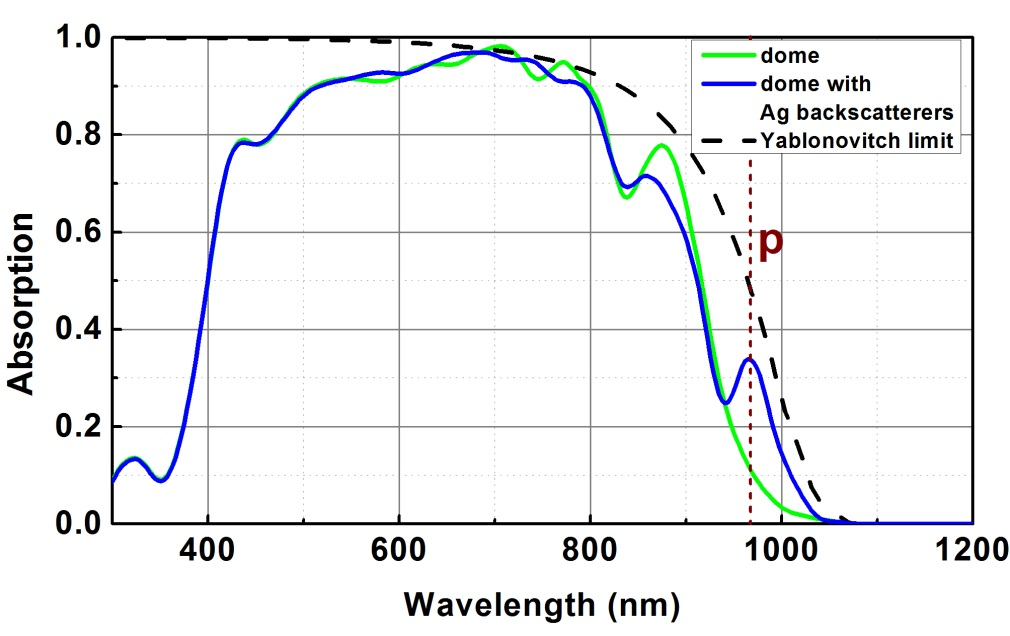 1.0
0.8
0.6
0.4
0.2
0.0
Absorption
dome
dome with
Ag backscatterers
Yablonovitch limit
p
400 600 800 1000 1200
Wavelength (nm)